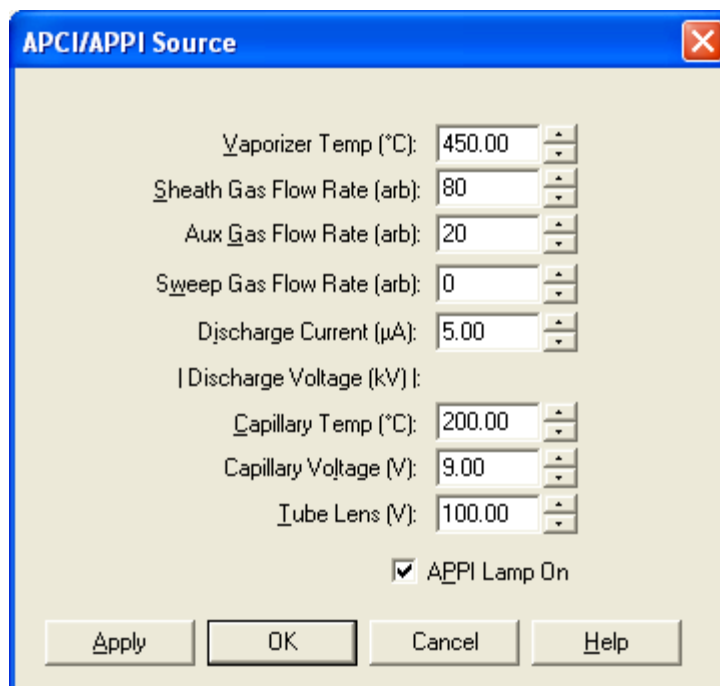 APCI/APPI Source
Vaporizer Temp (°C): 450.00
Sheath Gas Flow Rate (arb): 80
Aux Gas Flow Rate (arb): 20
Sweep Gas Flow Rate (arb): 0
Discharge Current (µA): 5.00
| Discharge Voltage (kV) |:
Capillary Temp (°C): 200.00
Capillary Voltage (V): 9.00
Tube Lens (V): 100.00
APPI Lamp On
Apply OK Cancel Help